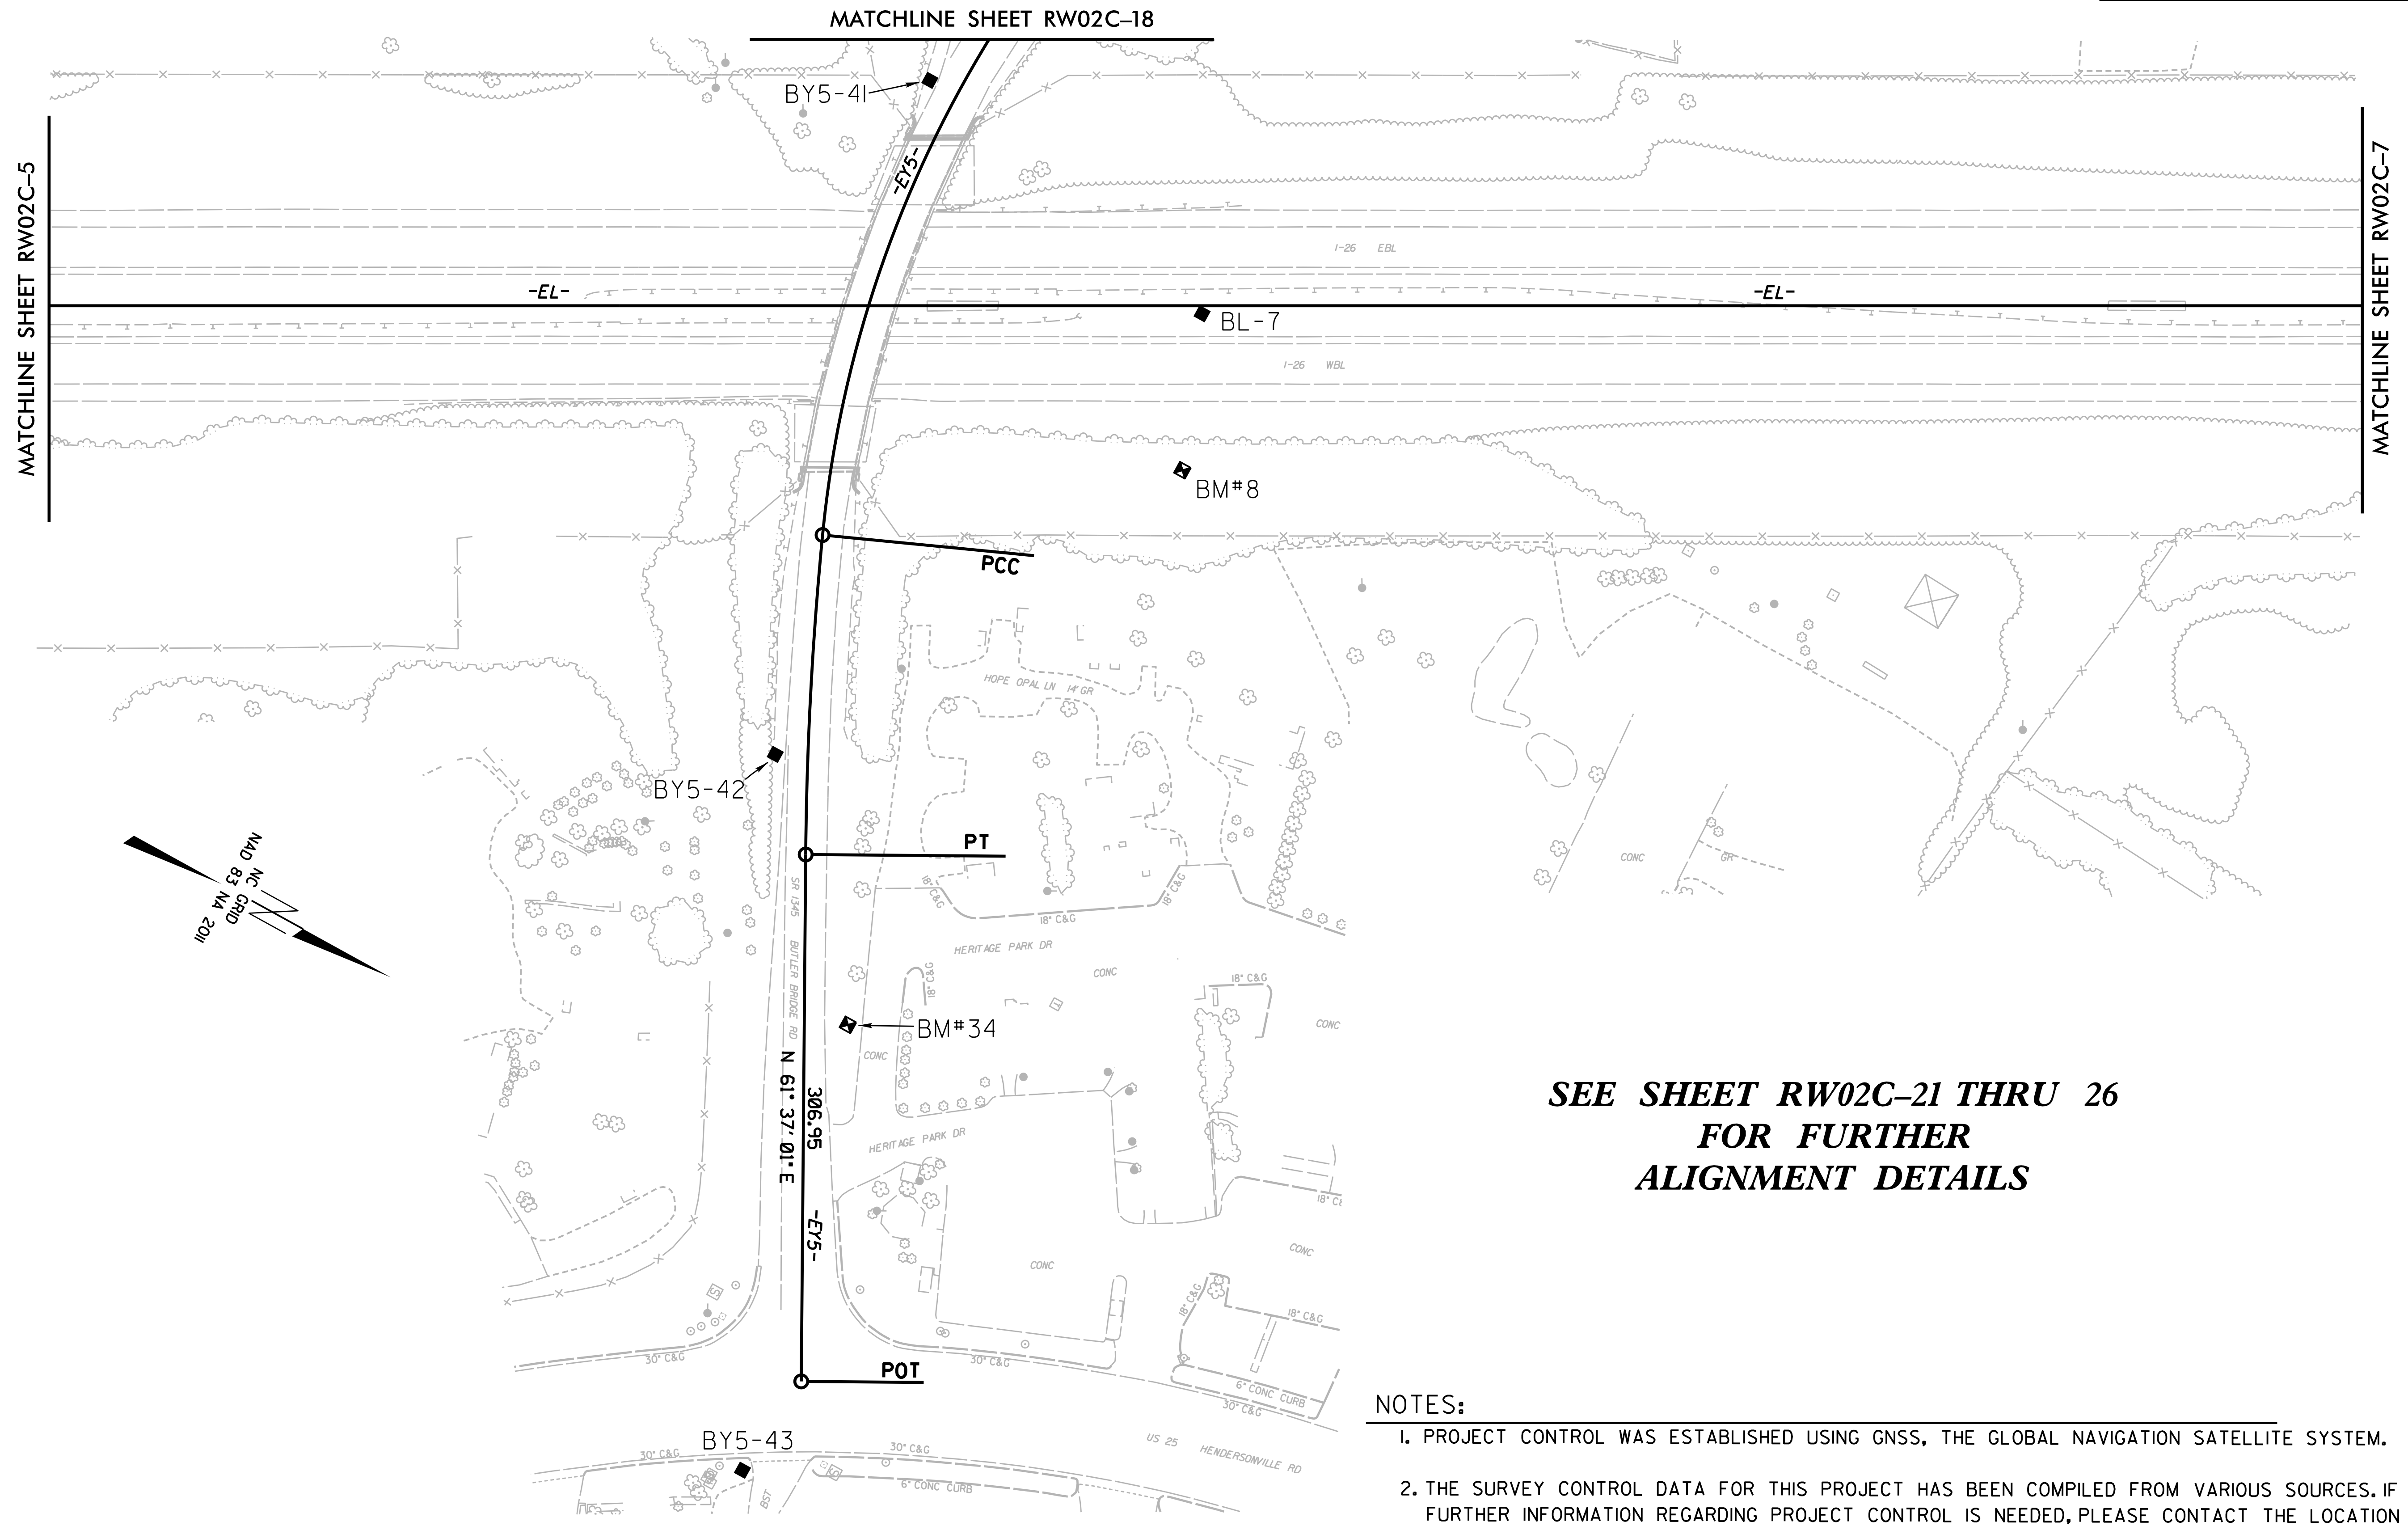 MATCHLINE SHEET RW02C–18
BY5-41
-EY5-
MATCHLINE SHEET RW02C–5
MATCHLINE SHEET RW02C–7
I-26 EBL
-EL-
-EL-
BL-7
I-26 WBL
BM#8
PCC
HOPE OPAL LN 14' GR
BY5-42
PT
NC GRID
NAD 83 NA 2011
SR 1345 BUTLER BRIDGE RD
18" C&G
18" C&G
18" C&G
CONC
GR
HERITAGE PARK DR
CONC
18" C&G
18" C&G
BM#34
CONC
CONC
N 61° 37' 01" E
306.95
HERITAGE PARK DR
-EY5-
SEE SHEET RW02C–21 THRU 26
FOR FURTHER
ALIGNMENT DETAILS
18" C&
CONC
CONC
18" C&G
18" C&G
S
30" C&G
30" C&G
POT
6" CONC CURB
30" C&G
US 25 HENDERSONVILLE RD
BY5-43
30" C&G
30" C&G
S
6" CONC CURB
BST
NOTES:
1. PROJECT CONTROL WAS ESTABLISHED USING GNSS, THE GLOBAL NAVIGATION SATELLITE SYSTEM.
2. THE SURVEY CONTROL DATA FOR THIS PROJECT HAS BEEN COMPILED FROM VARIOUS SOURCES. IF
FURTHER INFORMATION REGARDING PROJECT CONTROL IS NEEDED, PLEASE CONTACT THE LOCATION